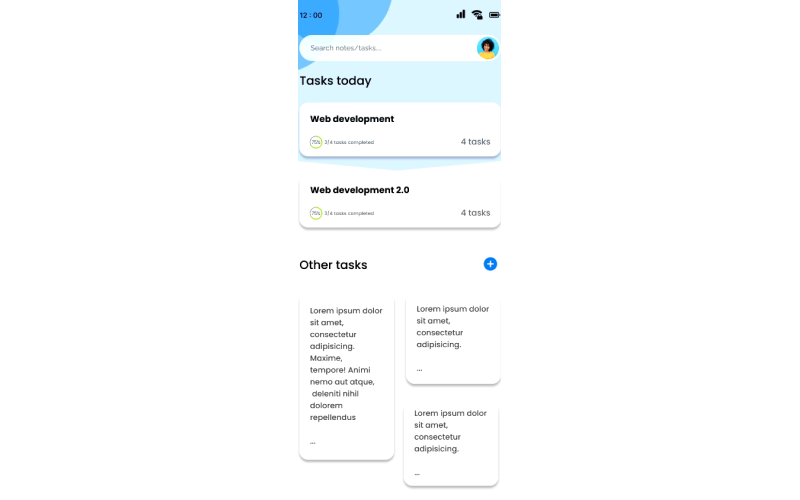 12 : 00
Search notes/tasks...
Tasks today
Web development
75% 3/4 tasks completed
4 tasks
Web development 2.0
75% 3/4 tasks completed
4 tasks
Other tasks
Lorem ipsum dolor
sit amet,
consectetur
adipisicing.
Maxime,
tempore! Animi
nemo aut atque,
deleniti nihil
dolorem
repellendus
...
Lorem ipsum dolor
sit amet,
consectetur
adipisicing.
...
Lorem ipsum dolor
sit amet,
consectetur
adipisicing.
...